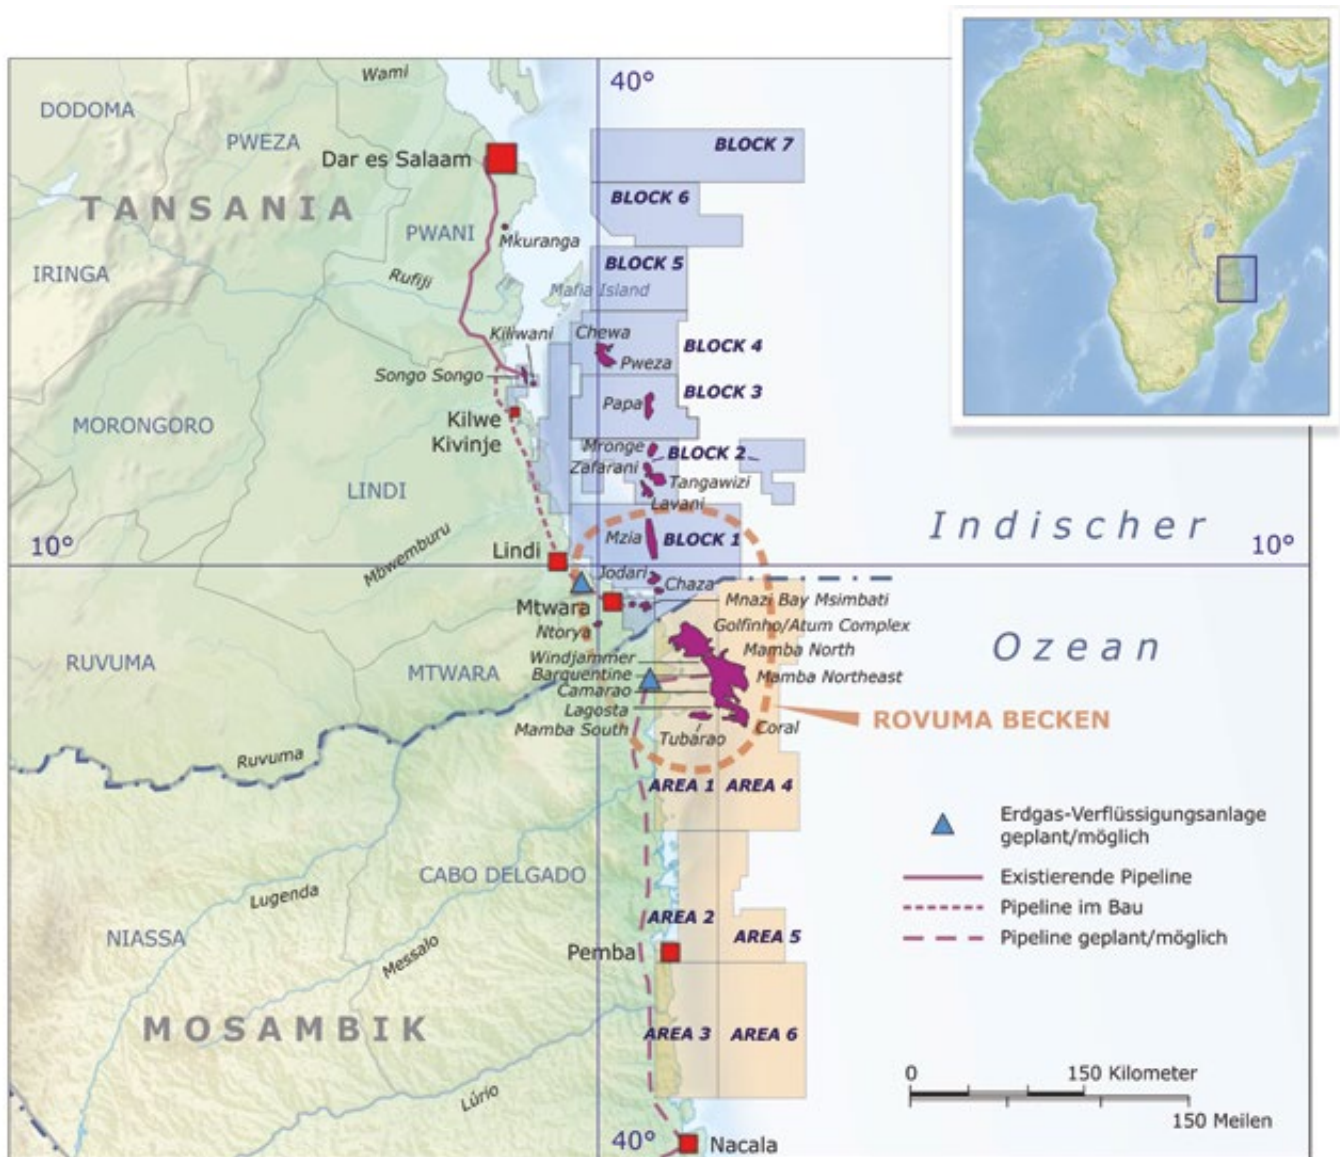 Wami
40°
DODOMA
PWEZA
BLOCK 7
Dar es Salaam
TANSANIA
BLOCK 6
PWANI
Mkuranga
IRINGA
Rufiji
BLOCK 5
Mafia Island
Kiliwani
Chewa
BLOCK 4
Pweza
Songo Songo
BLOCK 3
Papa
Kilwe
Kivinje
MORONGORO
Mronge
BLOCK 2
Zafarani
Tangawizi
LINDI
Lavani
Indischer
10°
Mbwemburu
Lindi
Mzia
BLOCK 1
10°
Jodari
Chaza
Mtwara
Mnazi Bay Msimbati
Ntorya
Golfinho/Atum Complex
Ozean
RUVUMA
MTWARA
Windjammer
Mamba North
Barquentine
Mamba Northeast
Camarao
Lagosta
ROVUMA BECKEN
Mamba South
Tubarao
Coral
Ruvuma
AREA 1
AREA 4
Erdgas-Verflüssigungsanlage
geplant/möglich
CABO DELGADO
Existierende Pipeline
Lugenda
Pipeline im Bau
AREA 2
NIASSA
AREA 5
Pipeline geplant/möglich
Messalo
Pemba
MOSAMBIK
AREA 3
AREA 6
0
150 Kilometer
Lúrio
150 Meilen
40°
Nacala